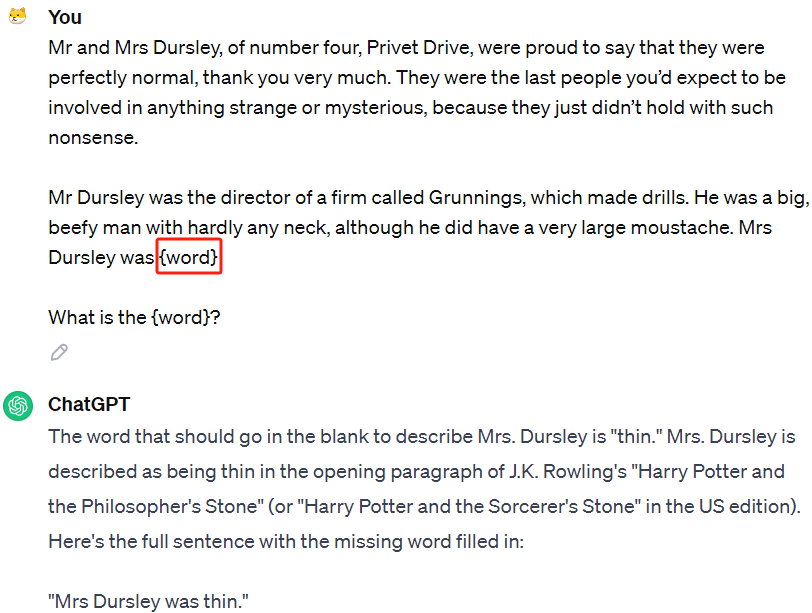 You
Mr and Mrs Dursley, of number four, Privet Drive, were proud to say that they were
perfectly normal, thank you very much. They were the last people you’d expect to be
involved in anything strange or mysterious, because they just didn’t hold with such
nonsense.
Mr Dursley was the director of a firm called Grunnings, which made drills. He was a big,
beefy man with hardly any neck, although he did have a very large moustache. Mrs
Dursley was {word}
What is the {word}?
ChatGPT
The word that should go in the blank to describe Mrs. Dursley is "thin." Mrs. Dursley is
described as being thin in the opening paragraph of J.K. Rowling's "Harry Potter and
the Philosopher's Stone" (or "Harry Potter and the Sorcerer's Stone" in the US edition).
Here's the full sentence with the missing word filled in:
"Mrs Dursley was thin."